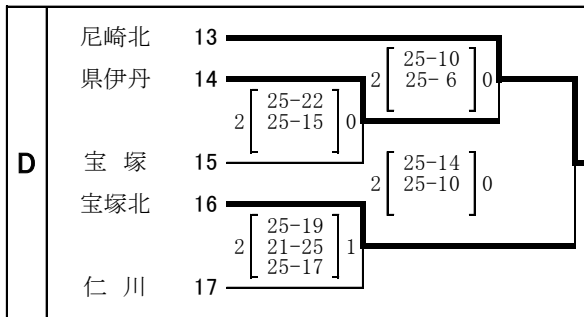 尼崎北 13
2 [ 25-10 25- 6 ] 0
県伊丹 14
2 [ 25-22 25-15 ] 0
D
宝 塚 15
2 [ 25-14 25-10 ] 0
宝塚北 16
2 [ 25-19 21-25 25-17 ] 1
仁 川 17